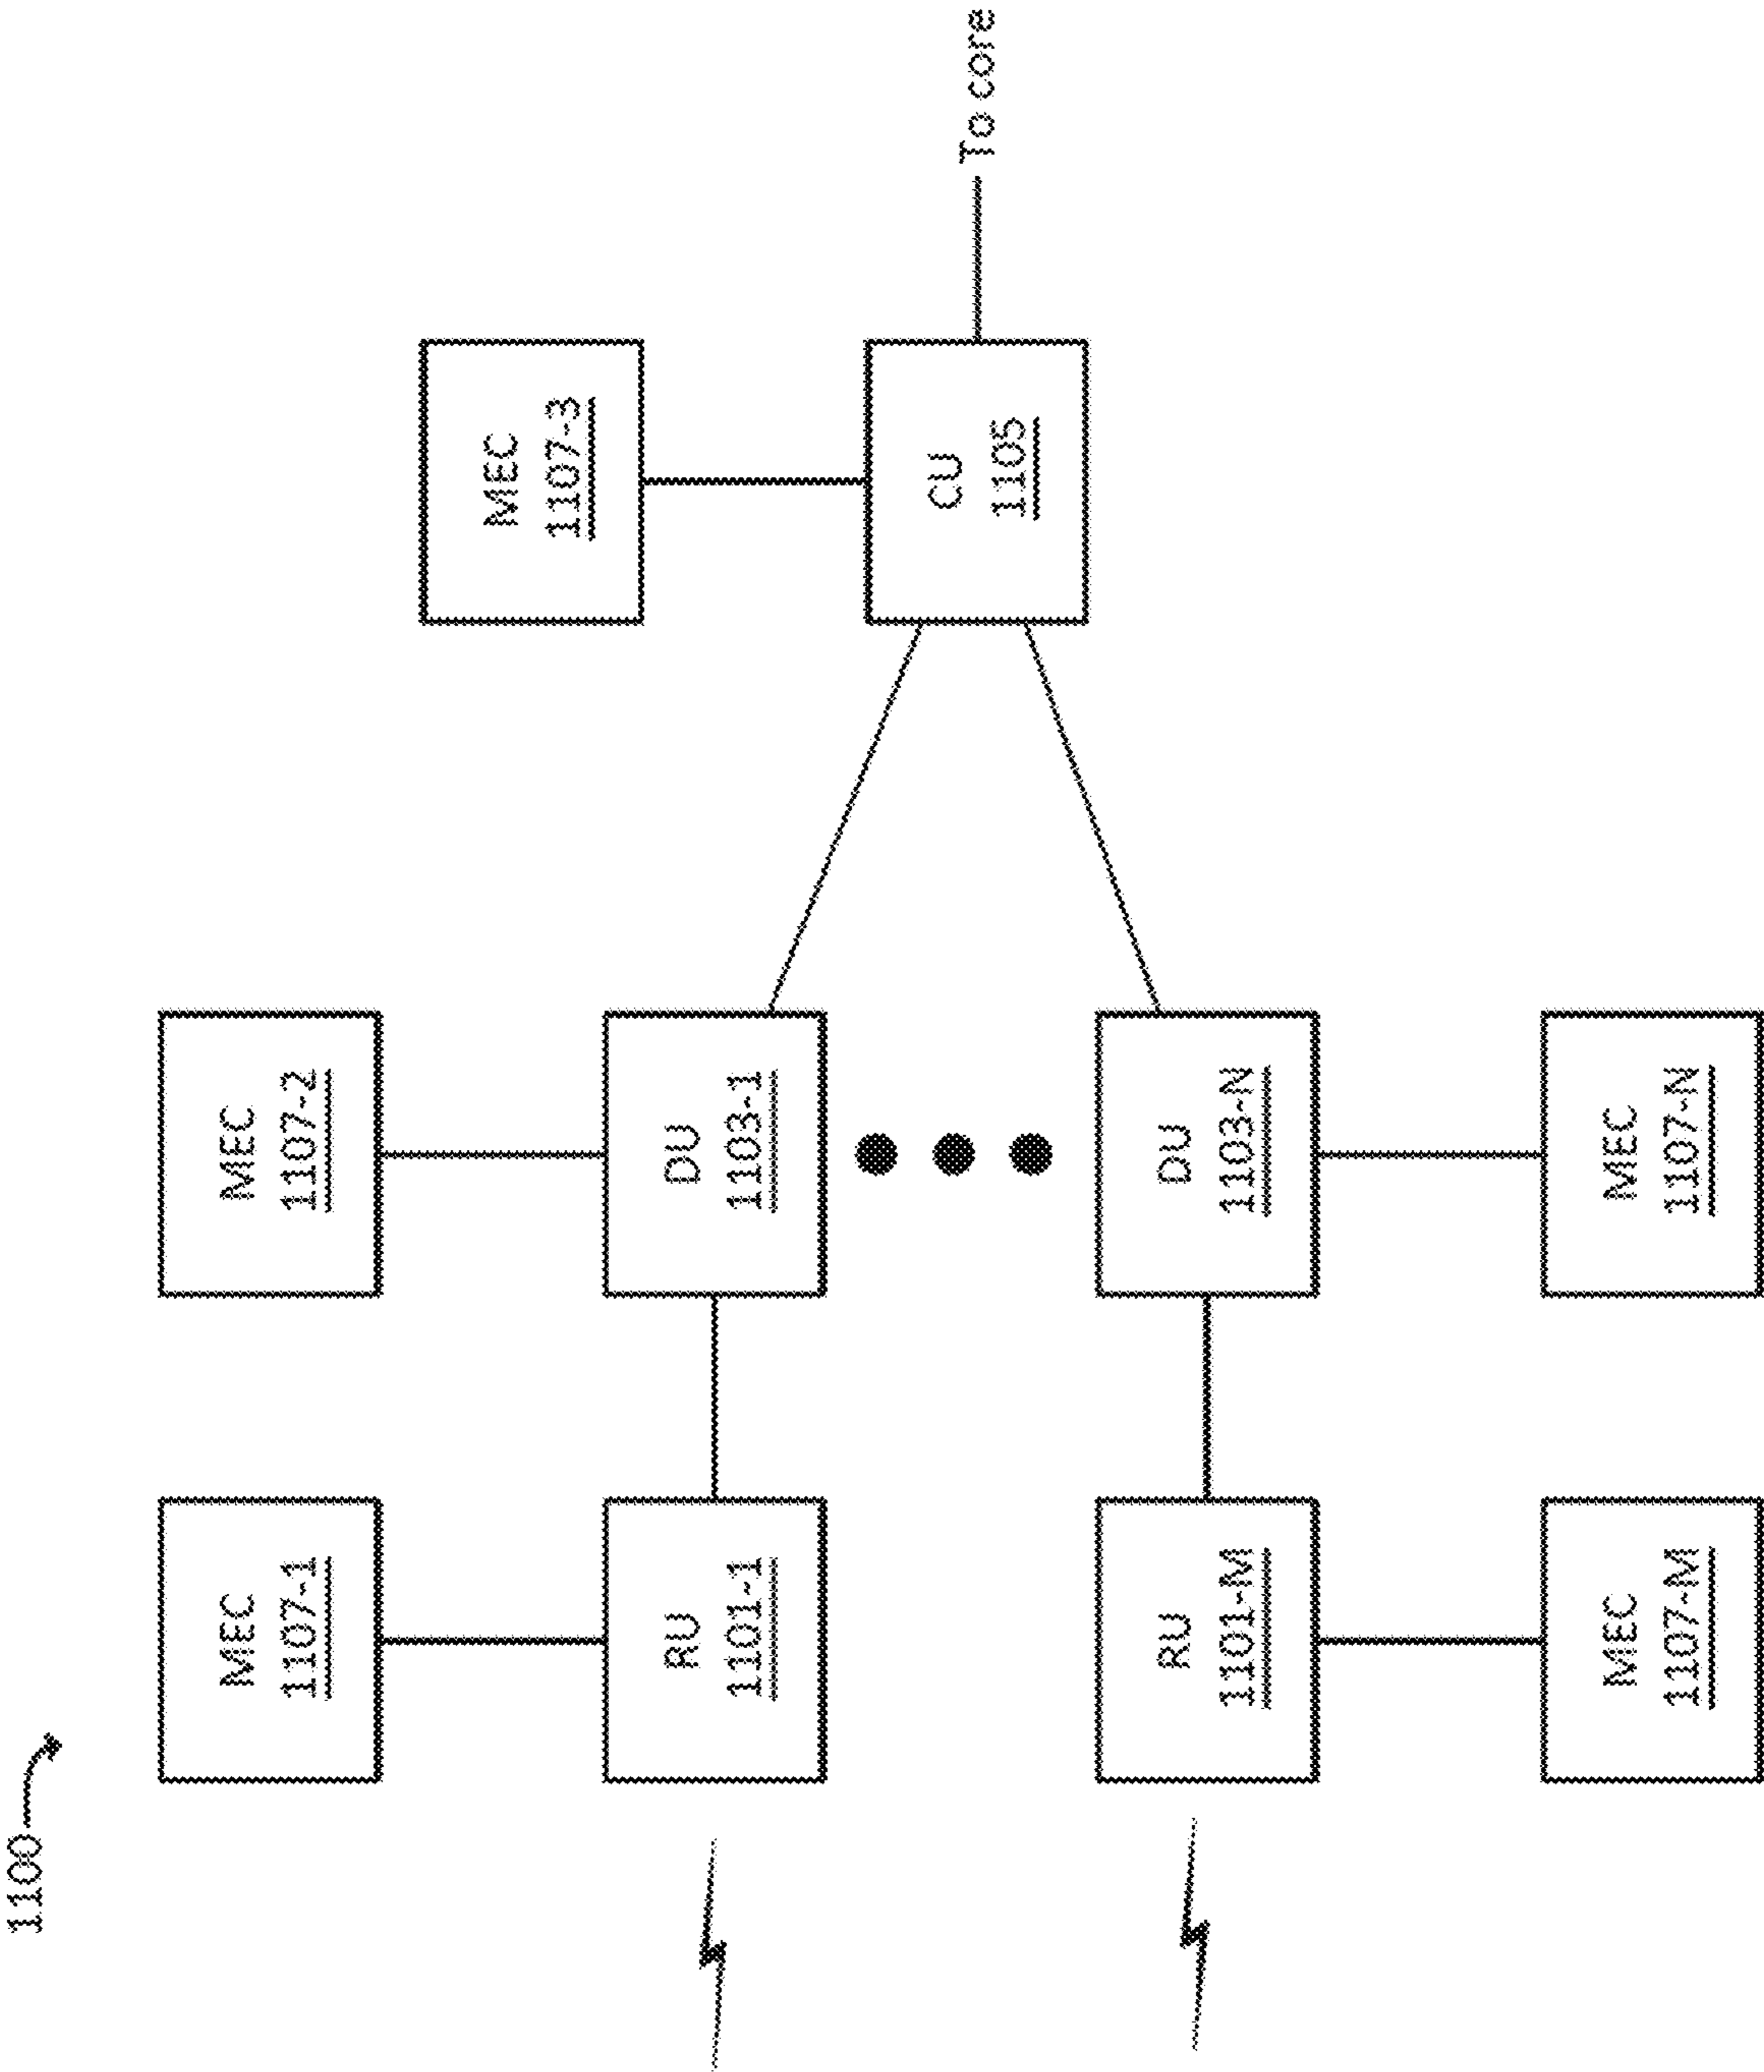 1100
MEC
1107-1
MEC
1107-2
MEC
1107-3
RU
1101-1
DU
1103-1
CU
1105
To core
RU
1101-M
DU
1103-N
MEC
1107-M
MEC
1107-N